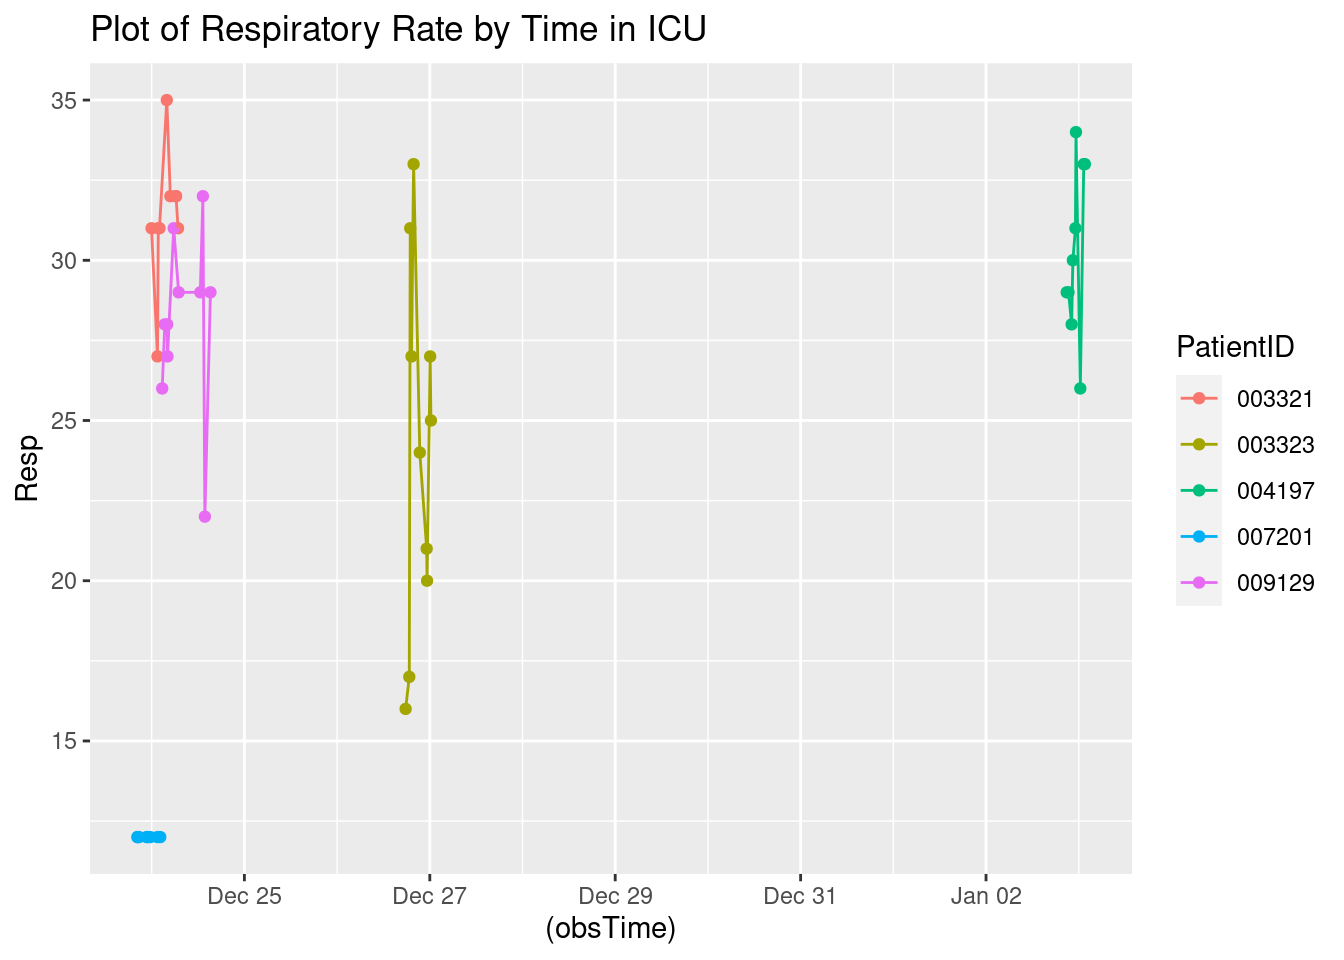 Plot of Respiratory Rate by Time in ICU
35
30
25
20
15
Resp
Dec 25
Dec 27
Dec 29
Dec 31
Jan 02
(obsTime)
PatientID
003321
003323
004197
007201
009129